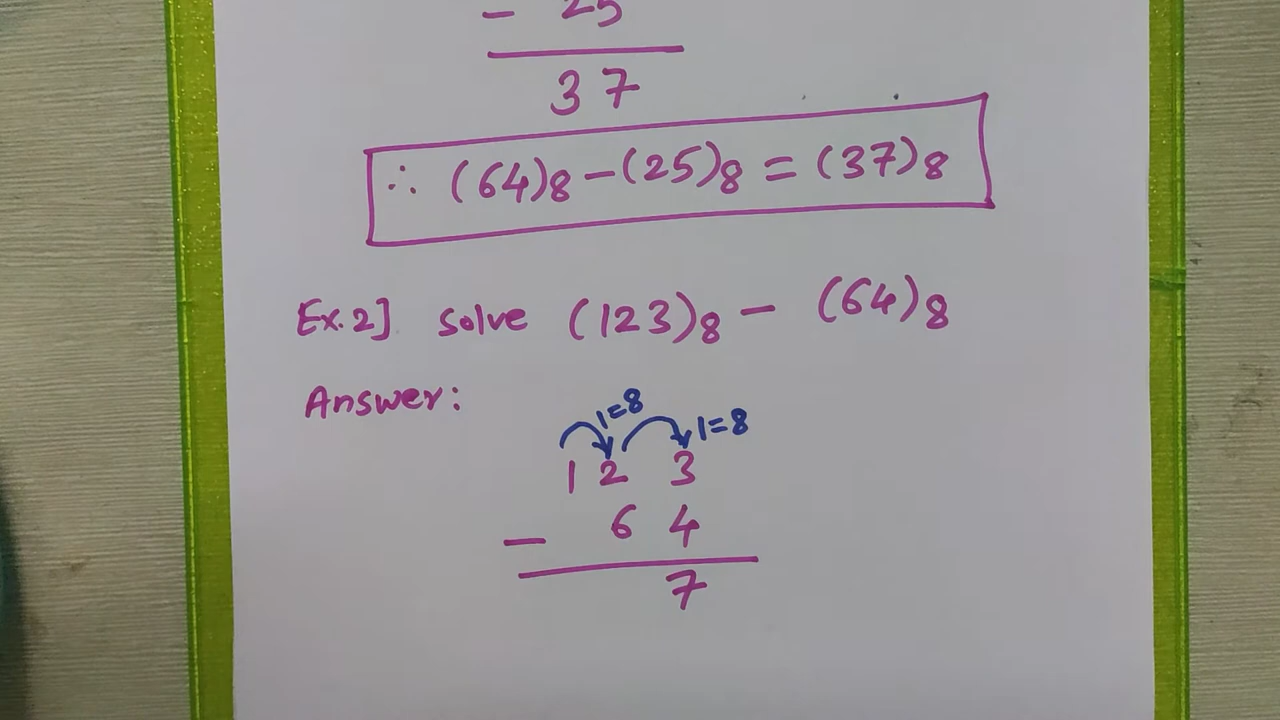 - 25
37
∴ (64)8 - (25)8 = (37)8
Ex.2] solve (123)8 - (64)8
Answer:
1=8 1=8
1 2 3
- 6 4
7